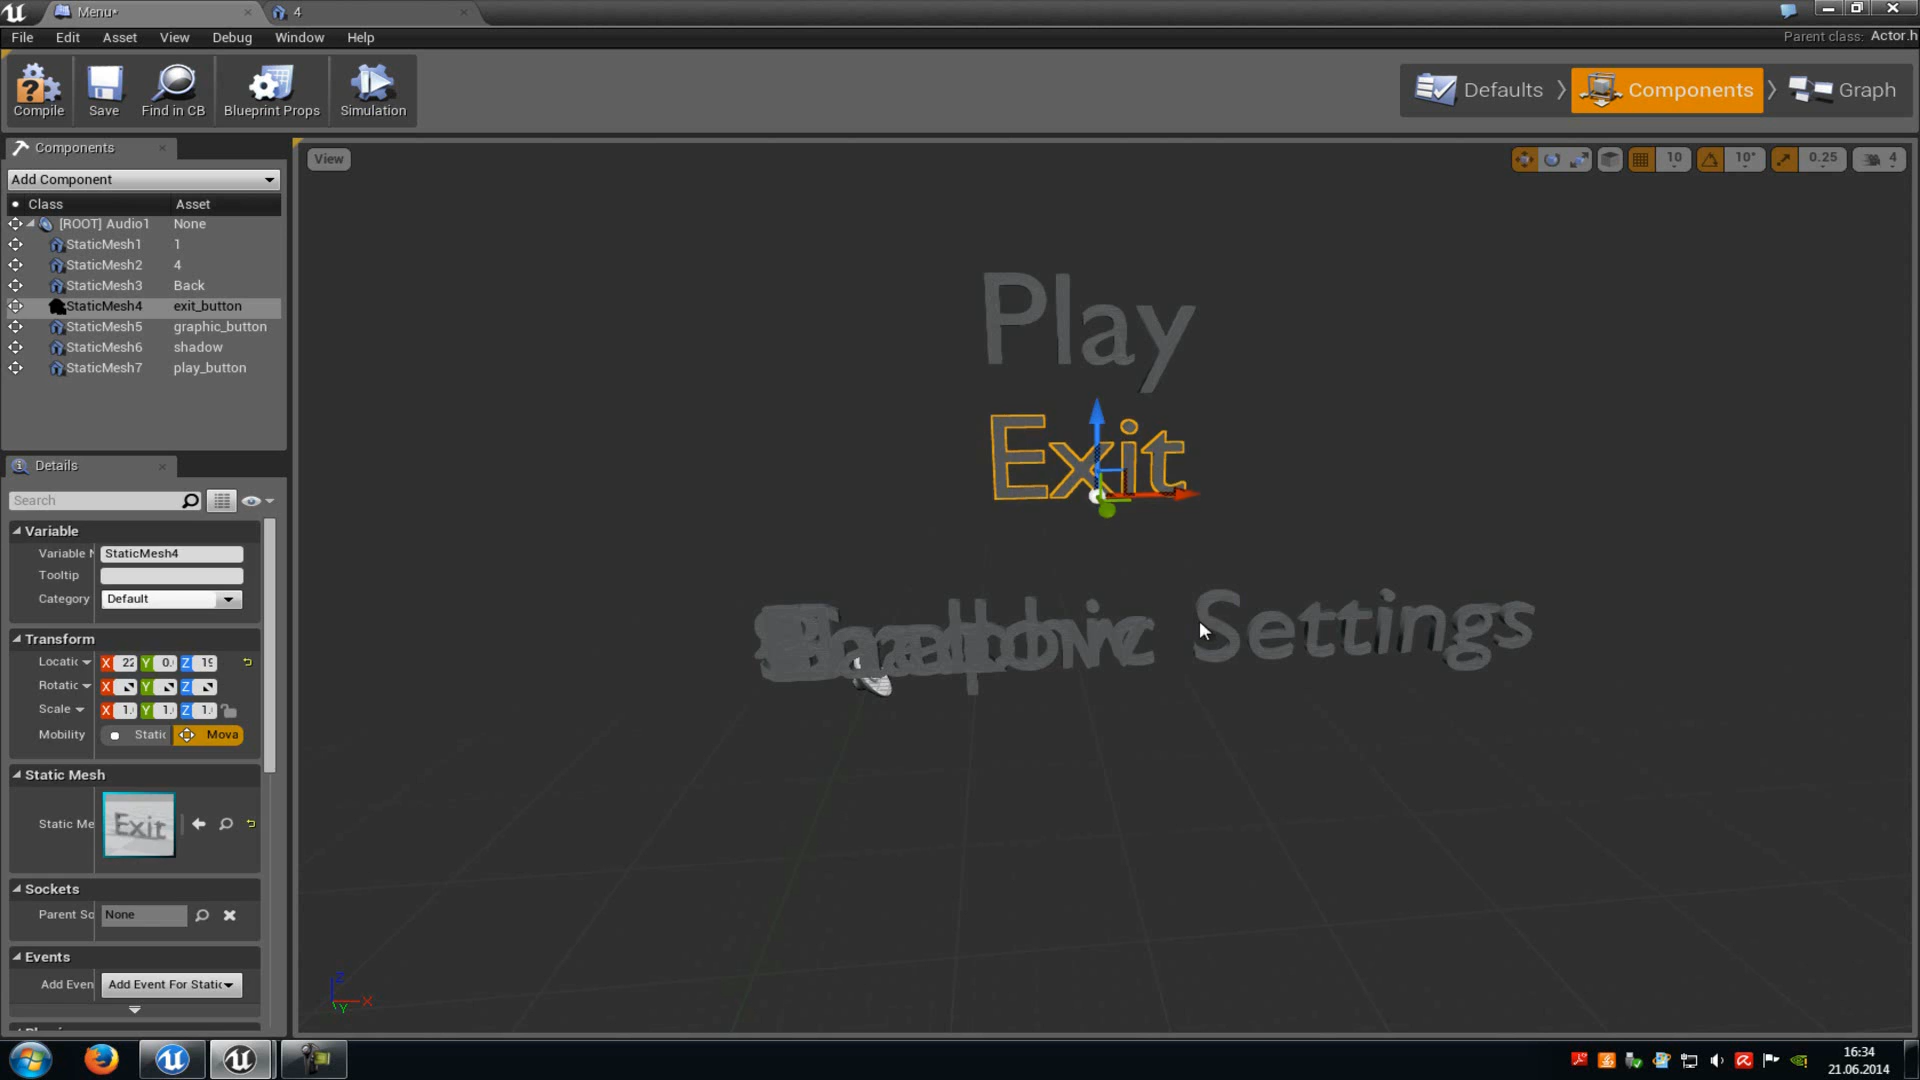 Menu*
4
File Edit Asset View Debug Window Help
Parent class: Actor.h
Compile Save Find in CB Blueprint Props Simulation
Defaults Components Graph
Components
Add Component
Class Asset
[ROOT] Audio1 None
StaticMesh1 1
StaticMesh2 4
StaticMesh3 Back
StaticMesh4 exit_button
StaticMesh5 graphic_button
StaticMesh6 shadow
StaticMesh7 play_button
View
10 10° 0.25 4
Play
Exit
Settings
Z
X
Y
Details
Search
Variable
Variable N StaticMesh4
Tooltip
Category Default
Transform
Locatic X 22 Y 0. Z 19
Rotatic X Y Z
Scale X 1. Y 1. Z 1.
Mobility Static Mova
Static Mesh
Static Me Exit
Sockets
Parent So None
Events
Add Even Add Event For Static
16:34
21.06.2014